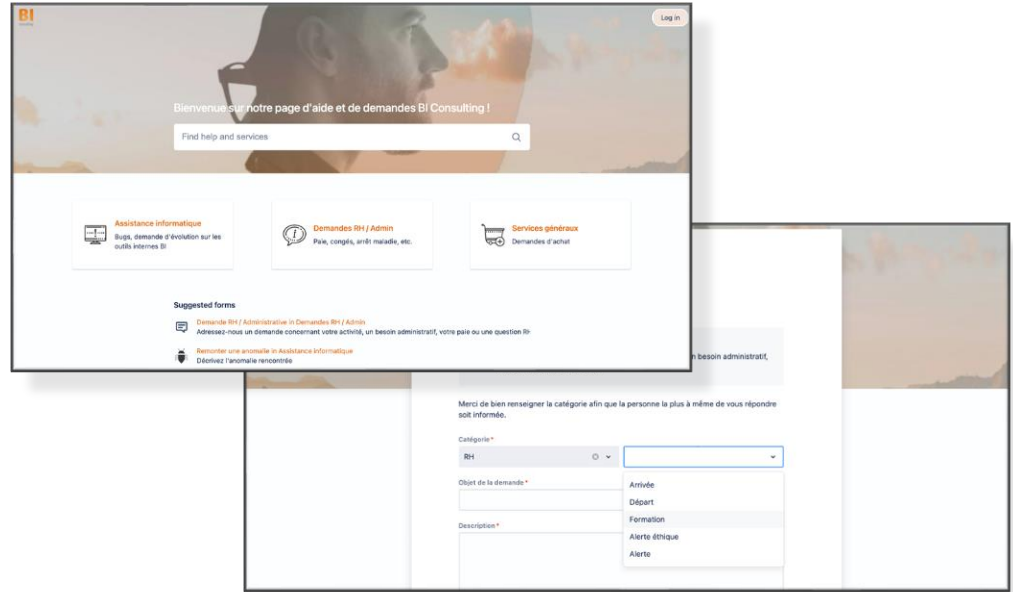 BI
consulting
Log in
Bienvenue sur notre page d'aide et de demandes BI Consulting !
Find help and services
Assistance informatique
Bugs, demande d'évolution sur les
outils internes BI
Demandes RH / Admin
Paie, congés, arrêt maladie, etc.
Services généraux
Demandes d'achat
Suggested forms
Demande RH / Administrative in Demandes RH / Admin
Adressez-nous un demande concernant votre activité, un besoin administratif, votre paie ou une question RH
Remonter une anomalie in Assistance informatique
Décrivez l'anomalie rencontrée
n besoin administratif,
Merci de bien renseigner la catégorie afin que la personne la plus à même de vous répondre
soit informée.
Catégorie*
RH
Objet de la demande*
Arrivée
Départ
Formation
Description*
Alerte éthique
Alerte